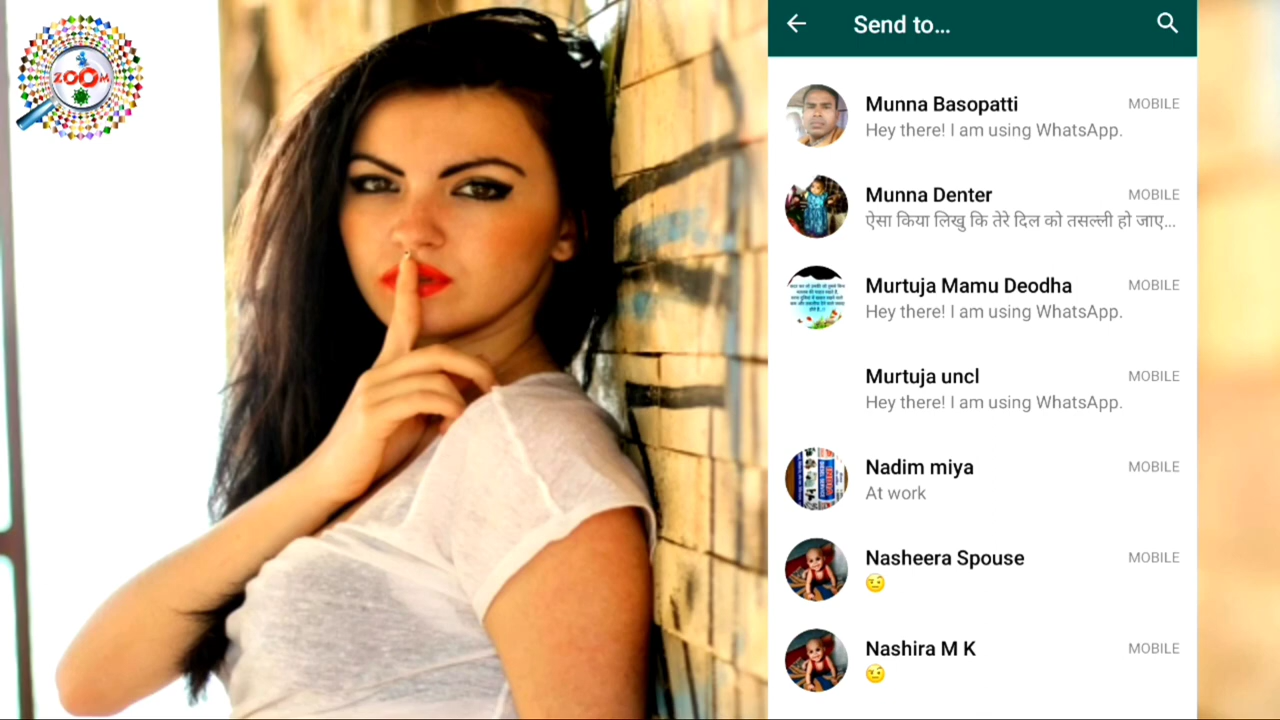 ZOOM
Send to...
Munna Basopatti
MOBILE
Hey there! I am using WhatsApp.
Munna Denter
MOBILE
ऐसा किया लिखु कि तेरे दिल को तसल्ली हो जाए...
Murtuja Mamu Deodha
MOBILE
Hey there! I am using WhatsApp.
Murtuja uncl
MOBILE
Hey there! I am using WhatsApp.
Nadim miya
MOBILE
At work
Nasheera Spouse
MOBILE
🤨
Nashira M K
MOBILE
🤨